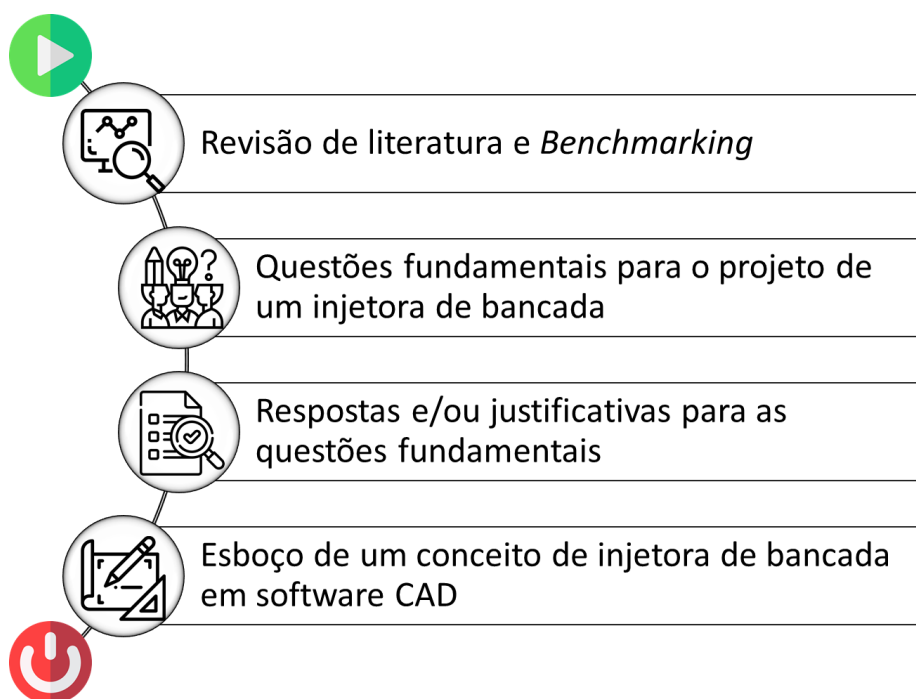 Revisão de literatura e Benchmarking
Questões fundamentais para o projeto de
um injetora de bancada
Respostas e/ou justificativas para as
questões fundamentais
Esboço de um conceito de injetora de bancada
em software CAD